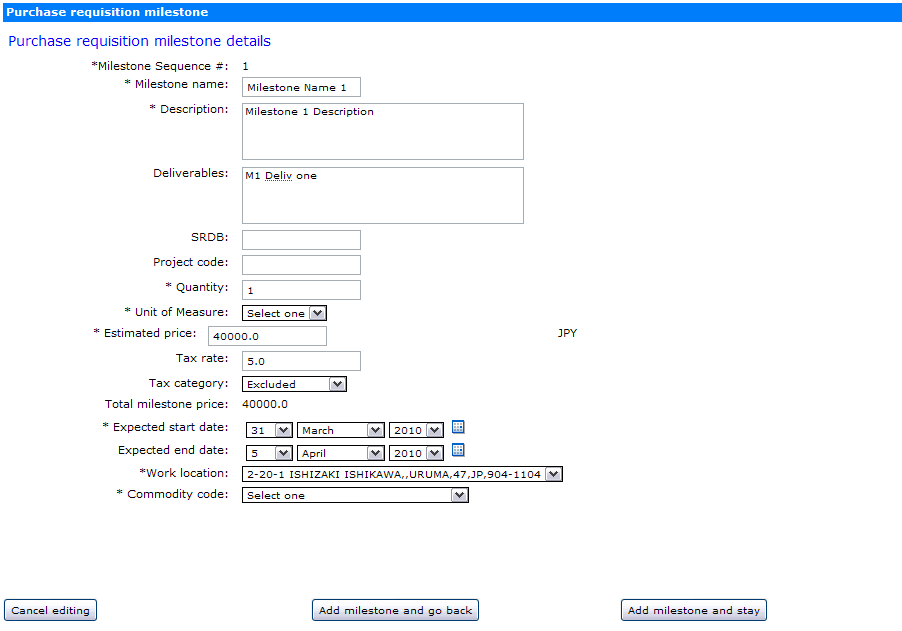 Purchase requisition milestone
Purchase requisition milestone details
*Milestone Sequence #: 1
* Milestone name: Milestone Name 1
* Description: Milestone 1 Description
Deliverables: M1 Deliv one
SRDB:
Project code:
* Quantity: 1
* Unit of Measure: Select one
* Estimated price: 40000.0 JPY
Tax rate: 5.0
Tax category: Excluded
Total milestone price: 40000.0
* Expected start date: 31 March 2010
Expected end date: 5 April 2010
*Work location: 2-20-1 ISHIZAKI ISHIKAWA,,URUMA,47,JP,904-1104
* Commodity code: Select one
Cancel editing Add milestone and go back Add milestone and stay